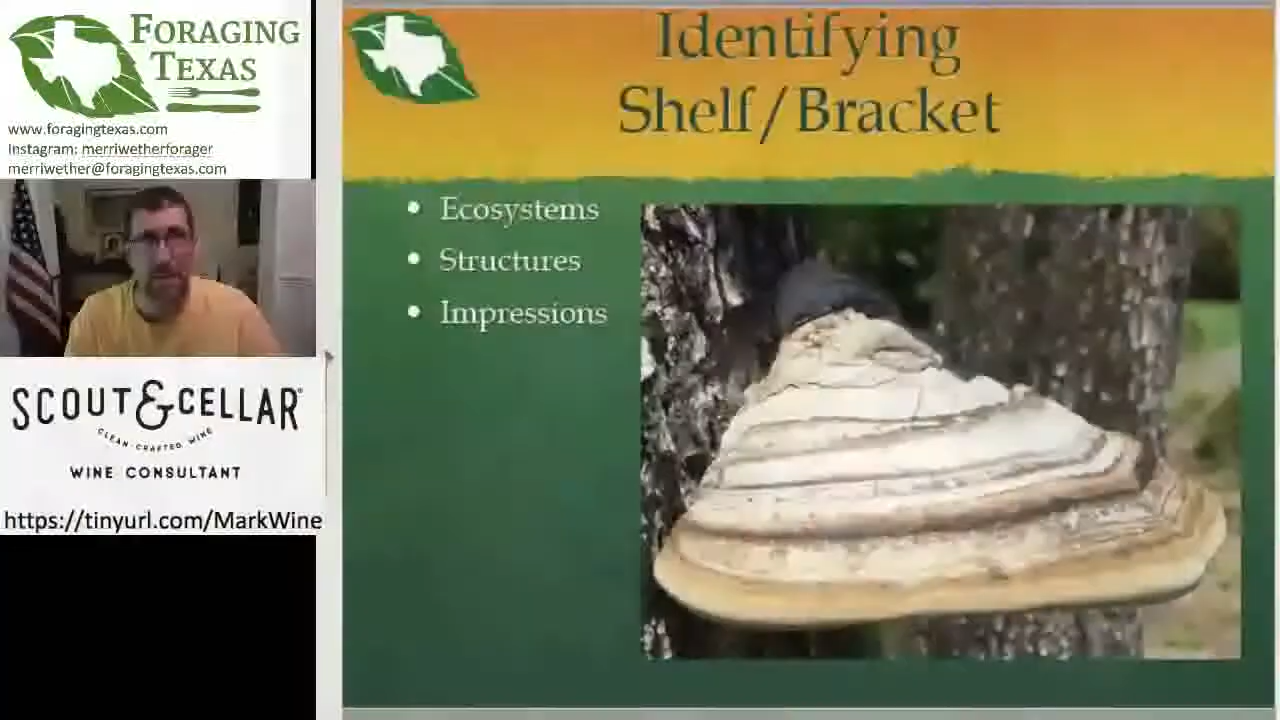 FORAGING
TEXAS
www.foragingtexas.com
Instagram: merriwetherforager
merriwether@foragingtexas.com
SCOUT & CELLAR®
CLEAN-CRAFTED WINE
WINE CONSULTANT
https://tinyurl.com/MarkWine
Identifying
Shelf/Bracket
• Ecosystems
• Structures
• Impressions